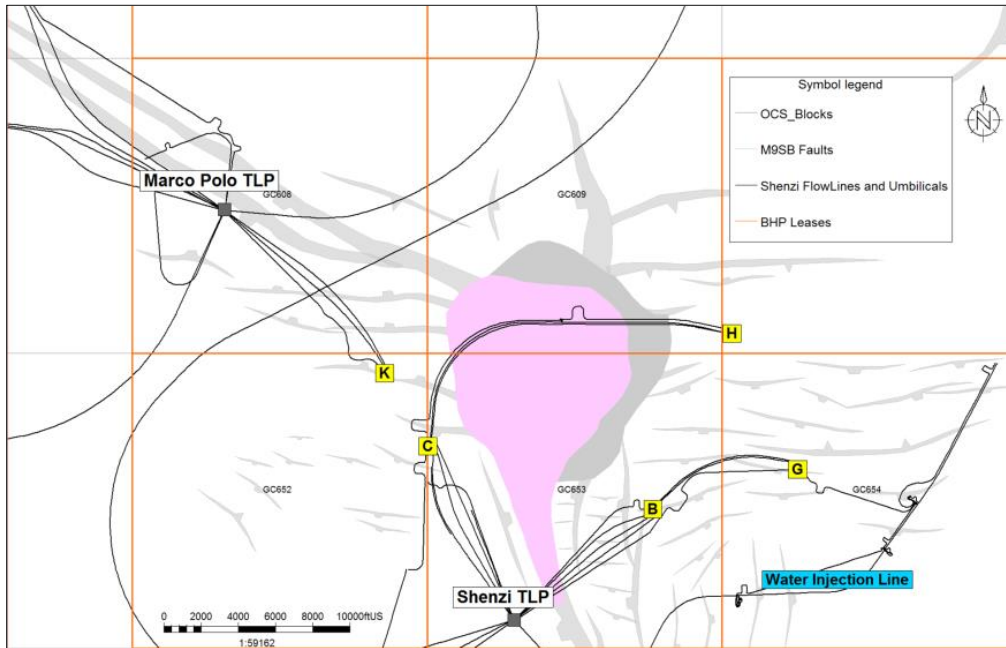 Symbol legend
OCS_Blocks
M9SB Faults
Shenzi FlowLines and Umbilicals
BHP Leases
N
Marco Polo TLP
GC608
GC609
H
K
C
G
GC652
GC653
GC654
B
Water Injection Line
Shenzi TLP
0 2000 4000 6000 8000 10000ftUS
1:59162